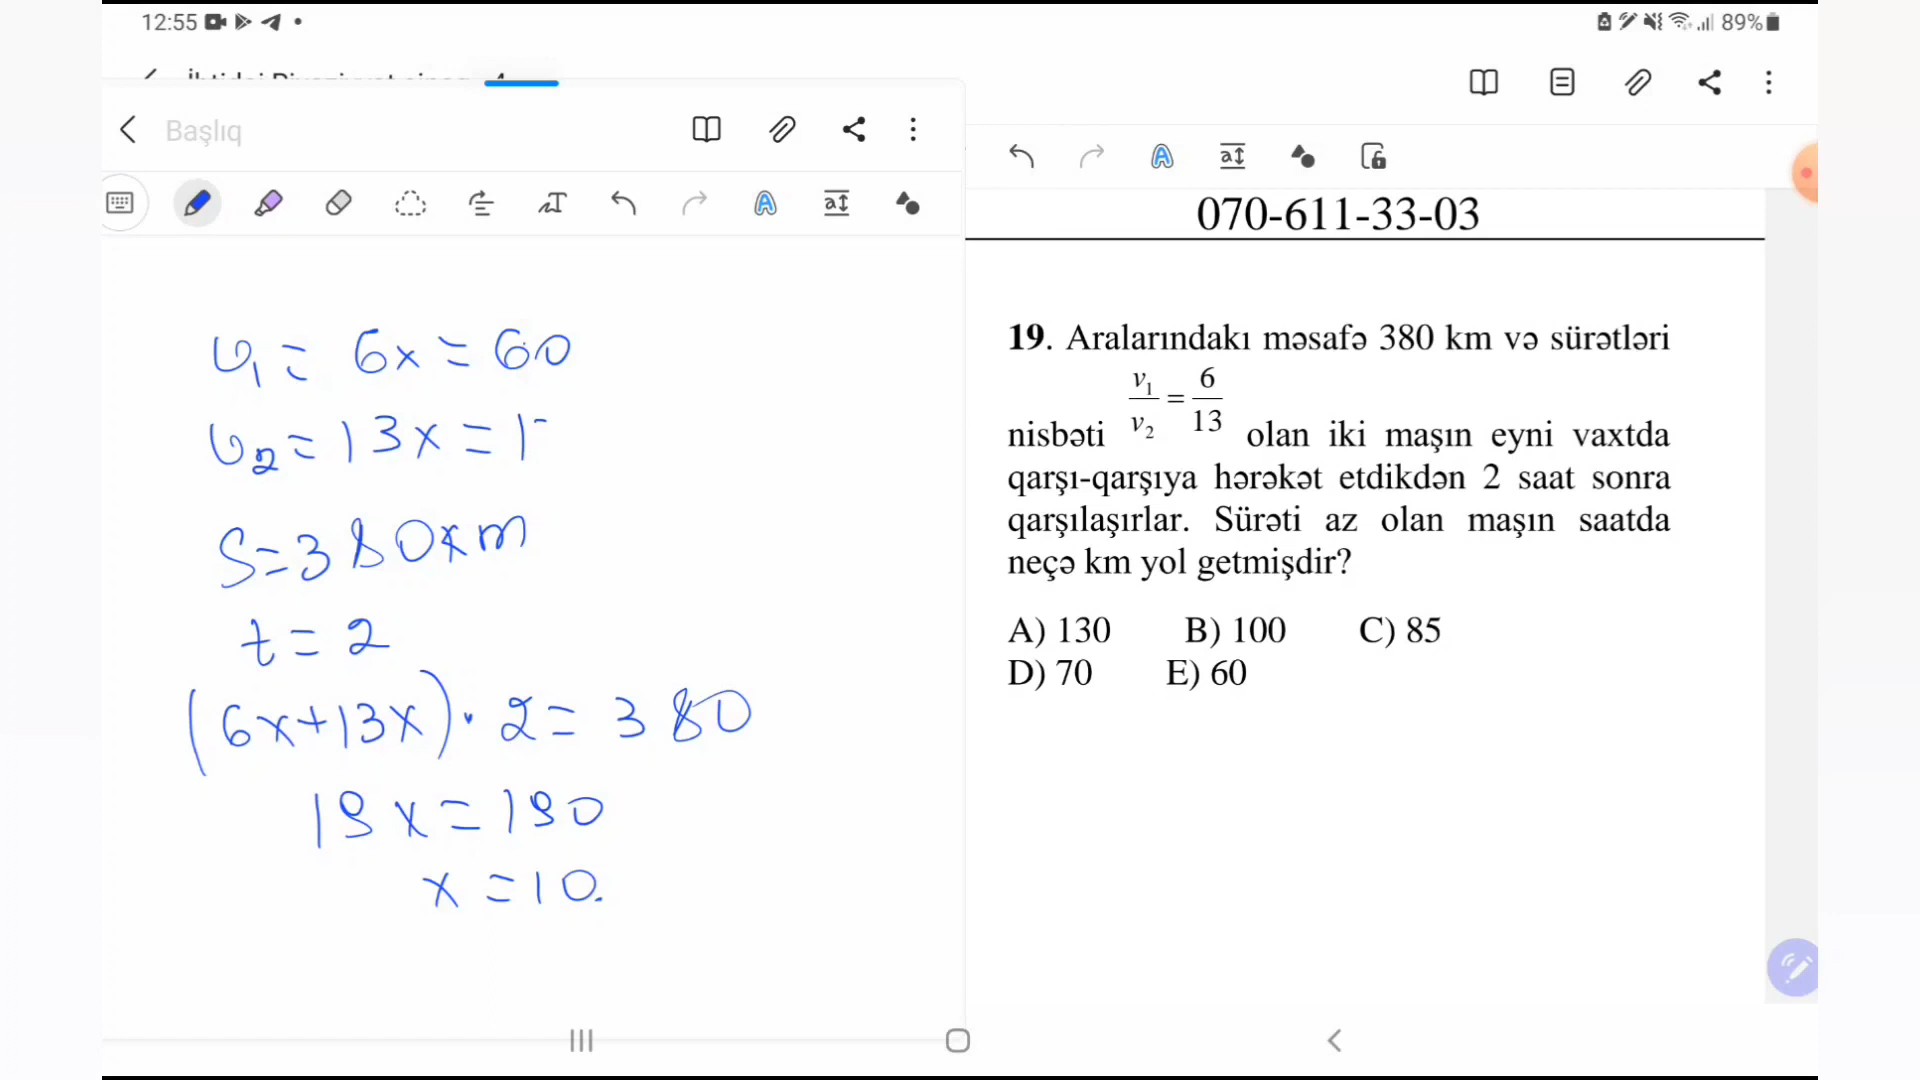 12:55
89%
Başlıq
070-611-33-03
v₁ = 6x = 60
v₂ = 13x = 1
S = 380 km
t = 2
(6x+13x) · 2 = 380
19x = 190
x = 10.
19. Aralarındakı məsafə 380 km və sürətləri
nisbəti v₁/v₂ = 6/13 olan iki maşın eyni vaxtda
qarşı-qarşıya hərəkət etdikdən 2 saat sonra
qarşılaşırlar. Sürəti az olan maşın saatda
neçə km yol getmişdir?
A) 130 B) 100 C) 85
D) 70 E) 60